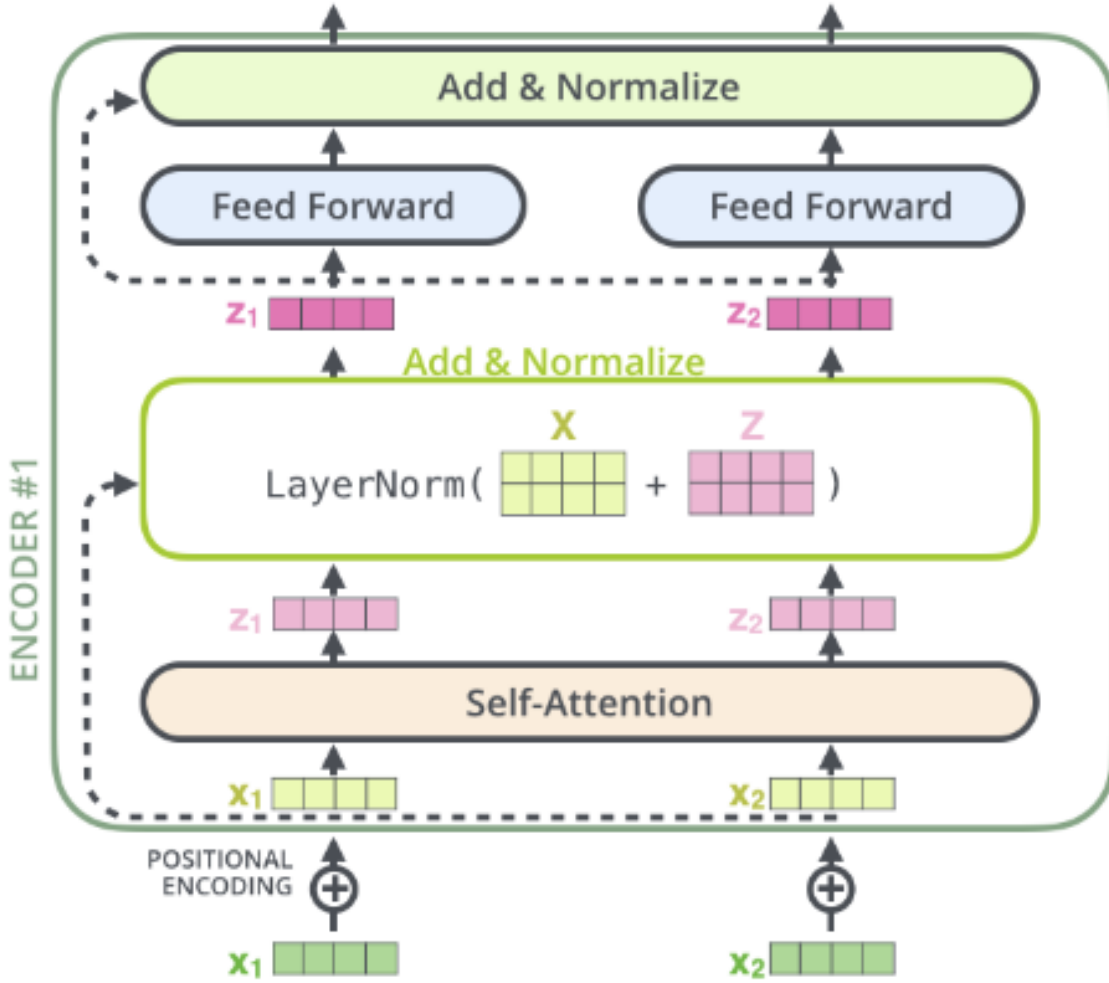 Add & Normalize
Feed Forward Feed Forward
z1 z2
Add & Normalize
X Z
LayerNorm( + )
ENCODER #1
z1 z2
Self-Attention
x1 x2
POSITIONAL
ENCODING
x1 x2